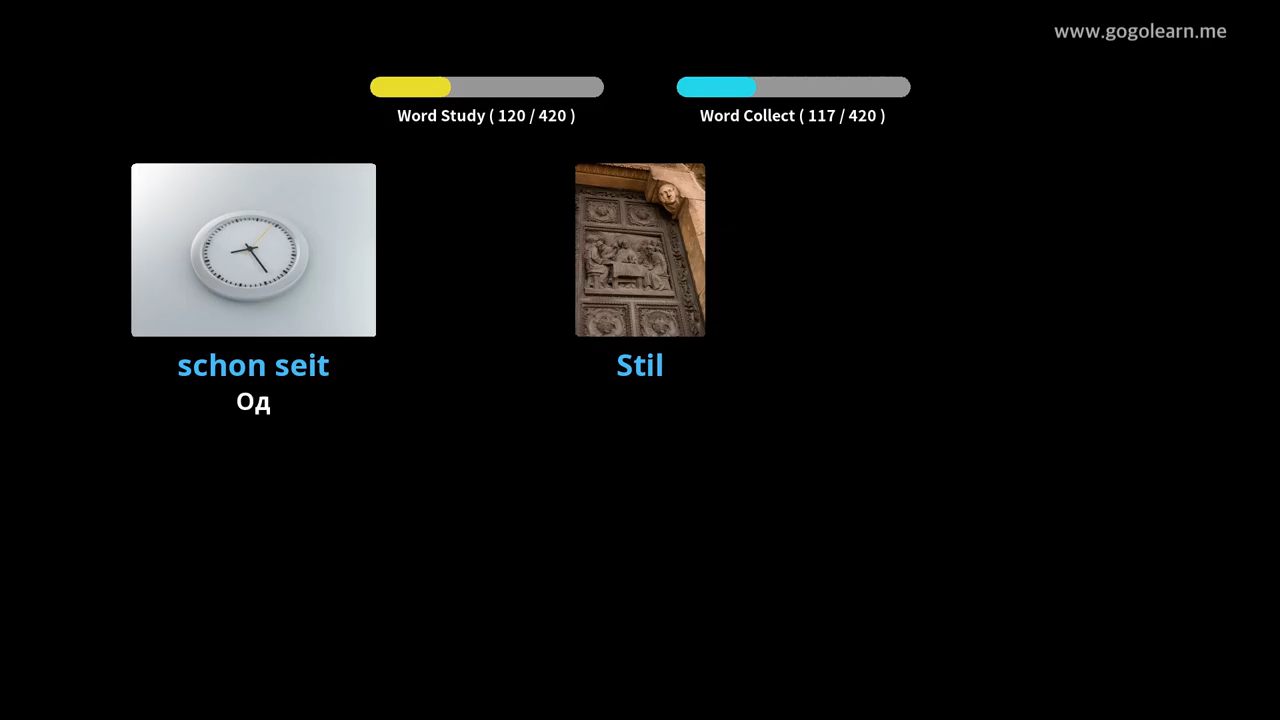 www.gogolearn.me
Word Study ( 120 / 420 )
Word Collect ( 117 / 420 )
schon seit
Stil
Од